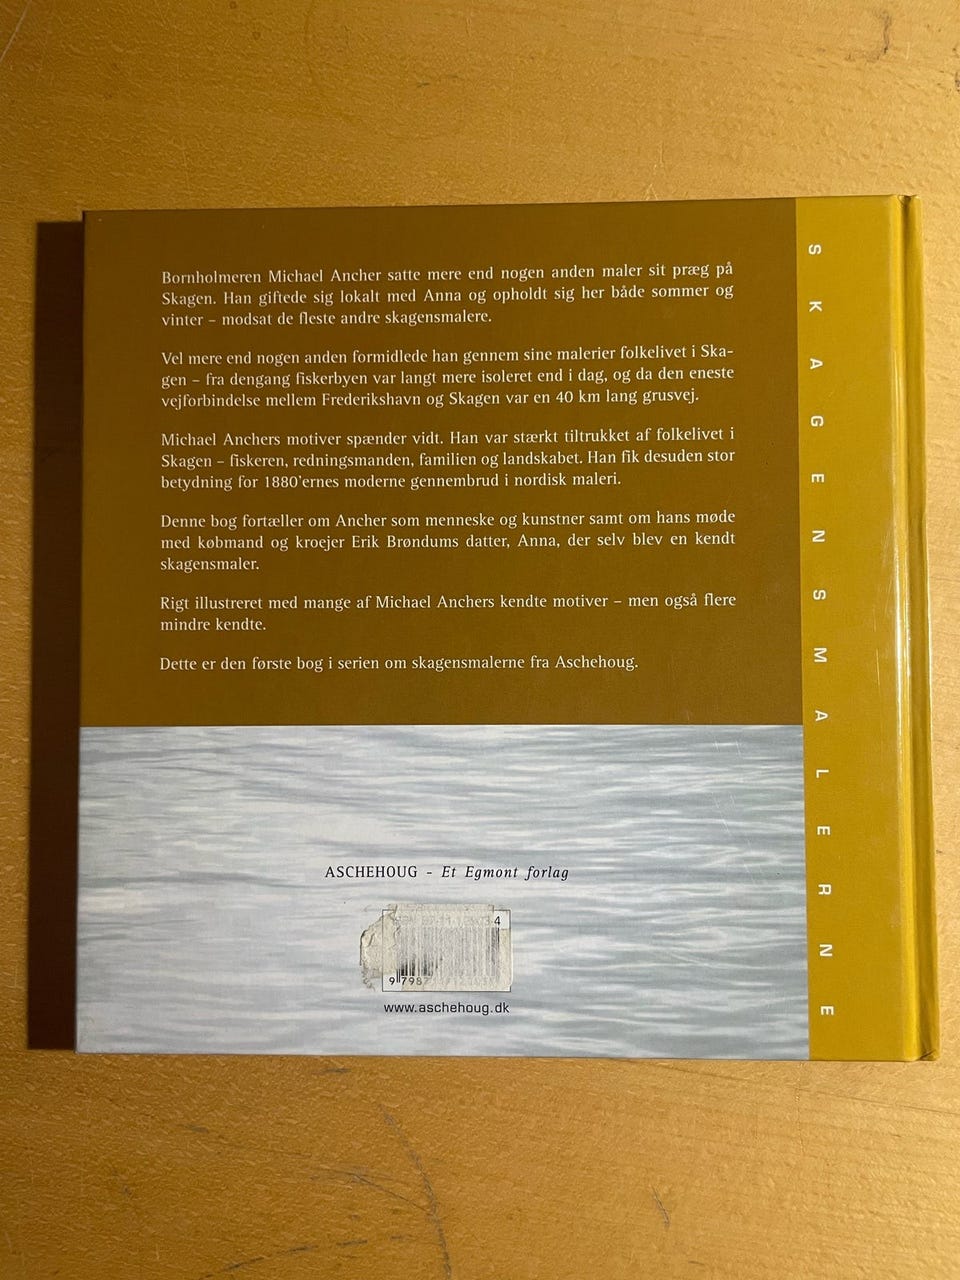 Bornholmeren Michael Ancher satte mere end nogen anden maler sit præg på
Skagen. Han giftede sig lokalt med Anna og opholdt sig her både sommer og
vinter – modsat de fleste andre skagensmalere.
Vel mere end nogen anden formidlede han gennem sine malerier folkelivet i Ska-
gen – fra dengang fiskerbyen var langt mere isoleret end i dag, og da den eneste
vejforbindelse mellem Frederikshavn og Skagen var en 40 km lang grusvej.
Michael Anchers motiver spænder vidt. Han var stærkt tiltrukket af folkelivet i
Skagen – fiskeren, redningsmanden, familien og landskabet. Han fik desuden stor
betydning for 1880'ernes moderne gennembrud i nordisk maleri.
Denne bog fortæller om Ancher som menneske og kunstner samt om hans møde
med købmand og kroejer Erik Brøndums datter, Anna, der selv blev en kendt
skagensmaler.
Rigt illustreret med mange af Michael Anchers kendte motiver – men også flere
mindre kendte.
Dette er den første bog i serien om skagensmalerne fra Aschehoug.
ASCHEHOUG – Et Egmont forlag
www.aschehoug.dk
SKAGENSMALERNE